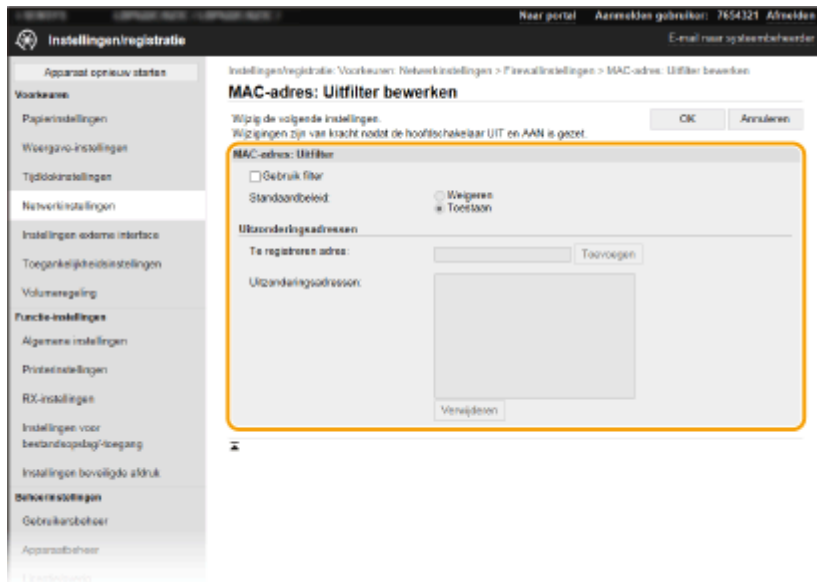 Naar portal Aanmelden gebruiker: 7654321 Afmelden
Instellingen/registratie
E-mail naar systeembeheerder
Apparaat opnieuw starten
Voorkeuren
Papierinstellingen
Weergave-instellingen
Tijdklokinstellingen
Netwerkinstellingen
Instellingen externe interface
Toegankelijkheidsinstellingen
Volumeregeling
Functie-instellingen
Algemene instellingen
Printerinstellingen
RX-instellingen
Instellingen voor
bestandsopslag/-toegang
Instellingen beveiligde afdruk
Beheerinstellingen
Gebruikersbeheer
Apparaatbeheer
Instellingen/registratie: Voorkeuren: Netwerkinstellingen > Firewallinstellingen > MAC-adres: Uitfilter bewerken
MAC-adres: Uitfilter bewerken
Wijzig de volgende instellingen.
Wijzigingen zijn van kracht nadat de hoofdschakelaar UIT en AAN is gezet.
OK
Annuleren
MAC-adres: Uitfilter
Gebruik filter
Standaardbeleid:
Weigeren
Toestaan
Uitzonderingsadressen
Te registreren adres:
Toevoegen
Uitzonderingsadressen:
Verwijderen